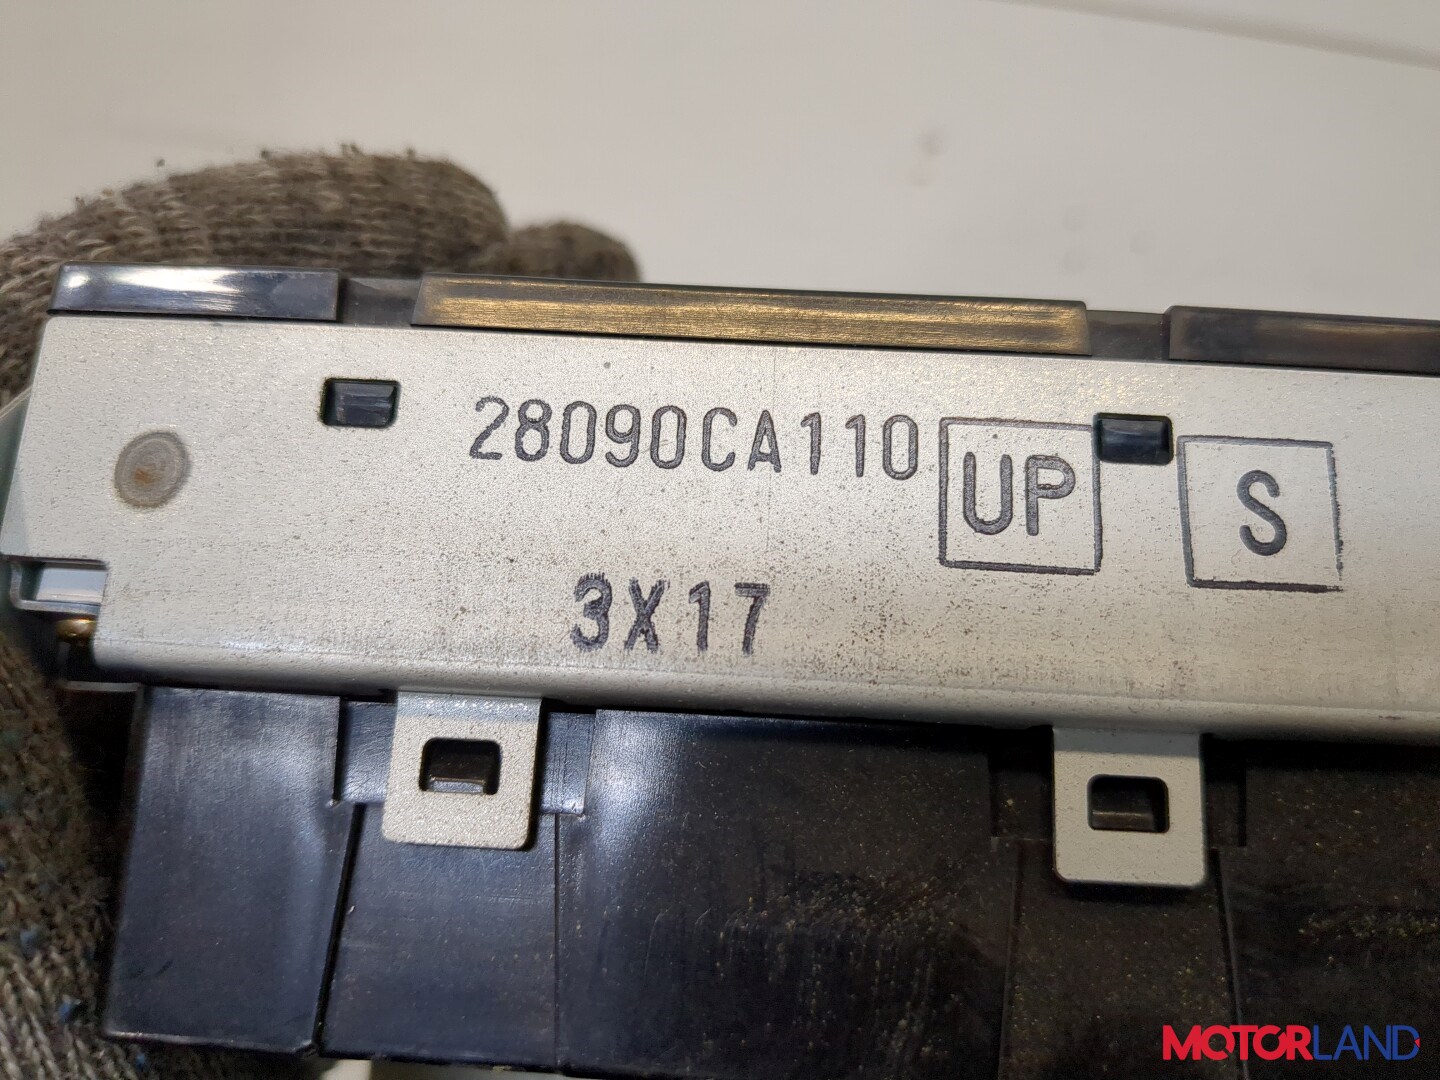 28090CA110 UP S
3X17
MOTORLAND